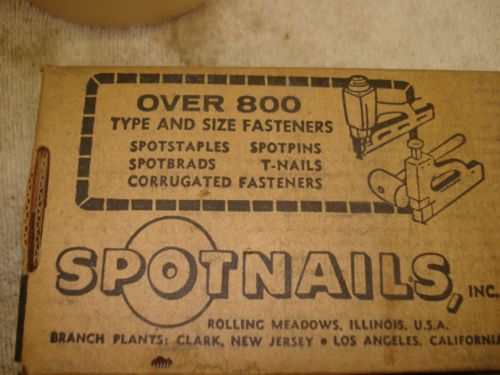 OVER 800
TYPE AND SIZE FASTENERS
SPOTSTAPLES SPOTPINS
SPOTBRADS T-NAILS
CORRUGATED FASTENERS
SPOTNAILS, INC.
ROLLING MEADOWS, ILLINOIS, U.S.A.
BRANCH PLANTS: CLARK, NEW JERSEY • LOS ANGELES, CALIFORNIA